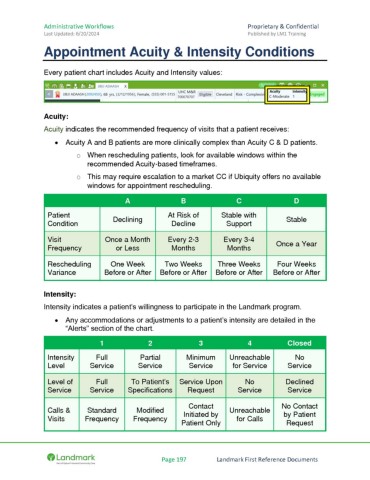 Administrative Workflows Proprietary & Confidential
Last Updated: 6/20/2024 Published by LM1 Training
Appointment Acuity & Intensity Conditions
Every patient chart includes Acuity and Intensity values:
Acuity Intensity
Eligible Cleveland Risk
C-Moderate 1
Acuity:
Acuity indicates the recommended frequency of visits that a patient receives:
• Acuity A and B patients are more clinically complex than Acuity C & D patients.
o When rescheduling patients, look for available windows within the
recommended Acuity-based timeframes.
o This may require escalation to a market CC if Ubiquity offers no available
windows for appointment rescheduling.
A B C D
Patient Condition Declining At Risk of Decline Stable with Support Stable
Visit Frequency Once a Month or Less Every 2-3 Months Every 3-4 Months Once a Year
Rescheduling Variance One Week Before or After Two Weeks Before or After Three Weeks Before or After Four Weeks Before or After
Intensity:
Intensity indicates a patient's willingness to participate in the Landmark program.
• Any accommodations or adjustments to a patient's intensity are detailed in the
"Alerts" section of the chart.
1 2 3 4 Closed
Intensity Level Full Service Partial Service Minimum Service Unreachable for Service No Service
Level of Service Full Service To Patient's Specifications Service Upon Request No Service Declined Service
Calls & Visits Standard Frequency Modified Frequency Contact Initiated by Patient Only Unreachable for Calls No Contact by Patient Request
Landmark
Page 197 Landmark First Reference Documents